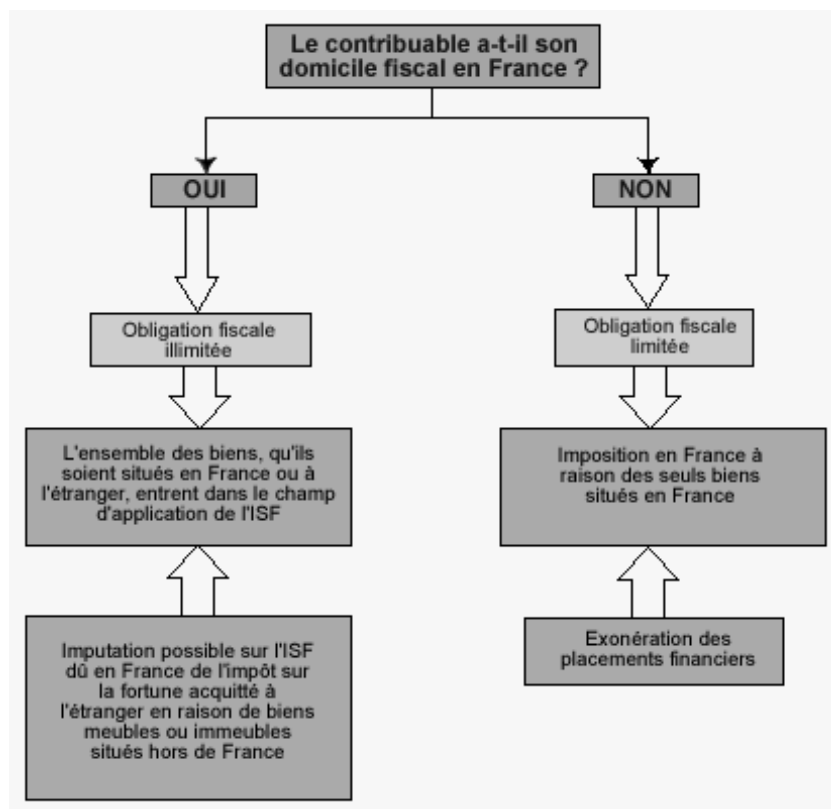 Le contribuable a-t-il son
domicile fiscal en France ?
OUI
NON
Obligation fiscale
illimitée
Obligation fiscale
limitée
L'ensemble des biens, qu'ils
soient situés en France ou à
l'étranger, entrent dans le champ
d'application de l'ISF
Imposition en France à
raison des seuls biens
situés en France
Imputation possible sur l'ISF
dû en France de l'impôt sur
la fortune acquitté à
l'étranger en raison de biens
meubles ou immeubles
situés hors de France
Exonération des
placements financiers